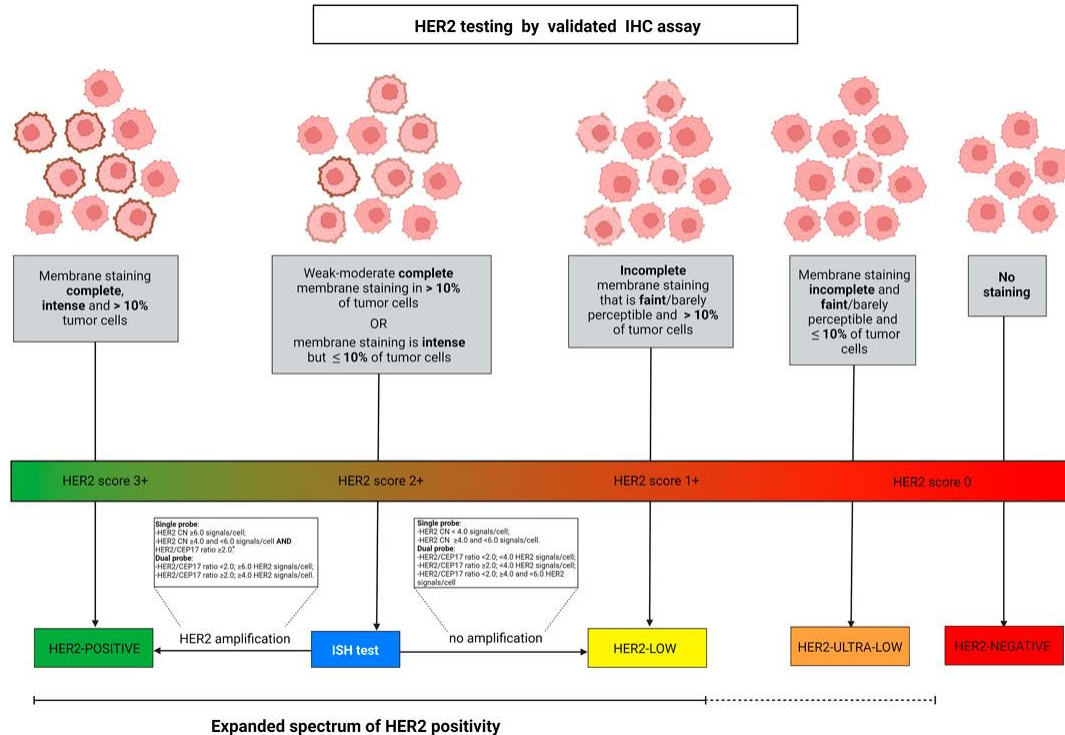 HER2 testing by validated IHC assay
Membrane staining
complete,
intense and > 10%
tumor cells
Weak-moderate complete
membrane staining in > 10%
of tumor cells
OR
membrane staining is intense
but ≤ 10% of tumor cells
Incomplete
membrane staining
that is faint/barely
perceptible and > 10%
of tumor cells
Membrane staining
incomplete and
faint/barely
perceptible and
≤ 10% of tumor
cells
No
staining
HER2 score 3+
HER2 score 2+
HER2 score 1+
HER2 score 0
Single probe:
-HER2 CN ≥6.0 signals/cell;
-HER2 CN ≥4.0 and <6.0 signals/cell AND
HER2/CEP17 ratio ≥2.0*
Dual probe:
-HER2/CEP17 ratio <2.0; ≥6.0 HER2 signals/cell;
-HER2/CEP17 ratio ≥2.0; ≥4.0 HER2 signals/cell.
Single probe:
-HER2 CN < 4.0 signals/cell;
-HER2 CN ≥4.0 and <6.0 signals/cell.
Dual probe:
-HER2/CEP17 ratio <2.0; <4.0 HER2 signals/cell;
-HER2/CEP17 ratio ≥2.0; <4.0 HER2 signals/cell;
-HER2/CEP17 ratio <2.0; ≥4.0 and <6.0 HER2
signals/cell
HER2-POSITIVE
HER2 amplification
ISH test
no amplification
HER2-LOW
HER2-ULTRA-LOW
HER2-NEGATIVE
Expanded spectrum of HER2 positivity